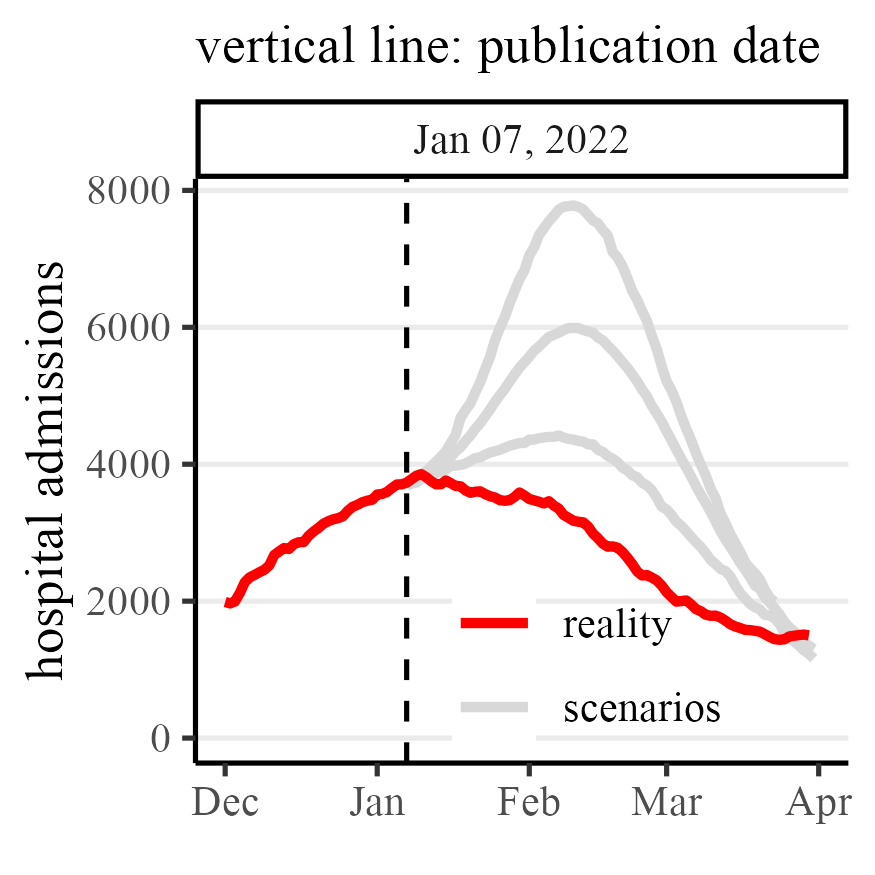 vertical line: publication date
Jan 07, 2022
hospital admissions
8000
6000
4000
2000
0
reality
scenarios
Dec Jan Feb Mar Apr